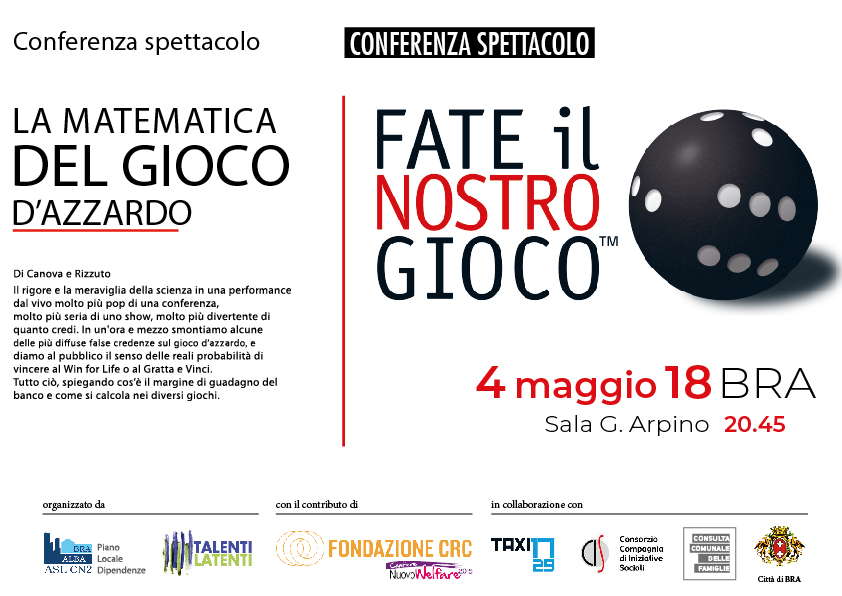 Conferenza spettacolo
CONFERENZA SPETTACOLO
LA MATEMATICA
DEL GIOCO
D'AZZARDO
Di Canova e Rizzuto
Il rigore e la meraviglia della scienza in una performance
dal vivo molto più pop di una conferenza,
molto più seria di uno show, molto più divertente di
quanto credi. In un'ora e mezzo smontiamo alcune
delle più diffuse false credenze sul gioco d'azzardo, e
diamo al pubblico il senso delle reali probabilità di
vincere al Win for Life o al Gratta e Vinci.
Tutto ciò, spiegando cos'è il margine di guadagno del
banco e come si calcola nei diversi giochi.
FATE il
NOSTRO
GIOCO™
4 maggio 18 BRA
Sala G. Arpino 20.45
organizzato da
BRA
ALBA
ASL CN2
Piano
Locale
Dipendenze
TALENTI
LATENTI
con il contributo di
FONDAZIONE CRC
Cantiere
NuovoWelfare
in collaborazione con
TAXI
1729
CIS
Consorzio
Compagnia
di Iniziative
Sociali
CONSULTA
COMUNALE
DELLE
FAMIGLIE
Città di BRA